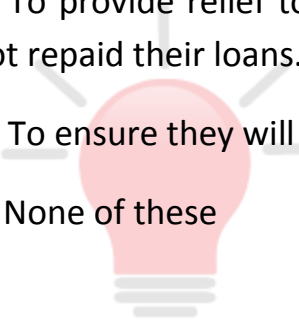 To provide relief to
ot repaid their loans.
To ensure they will
None of these